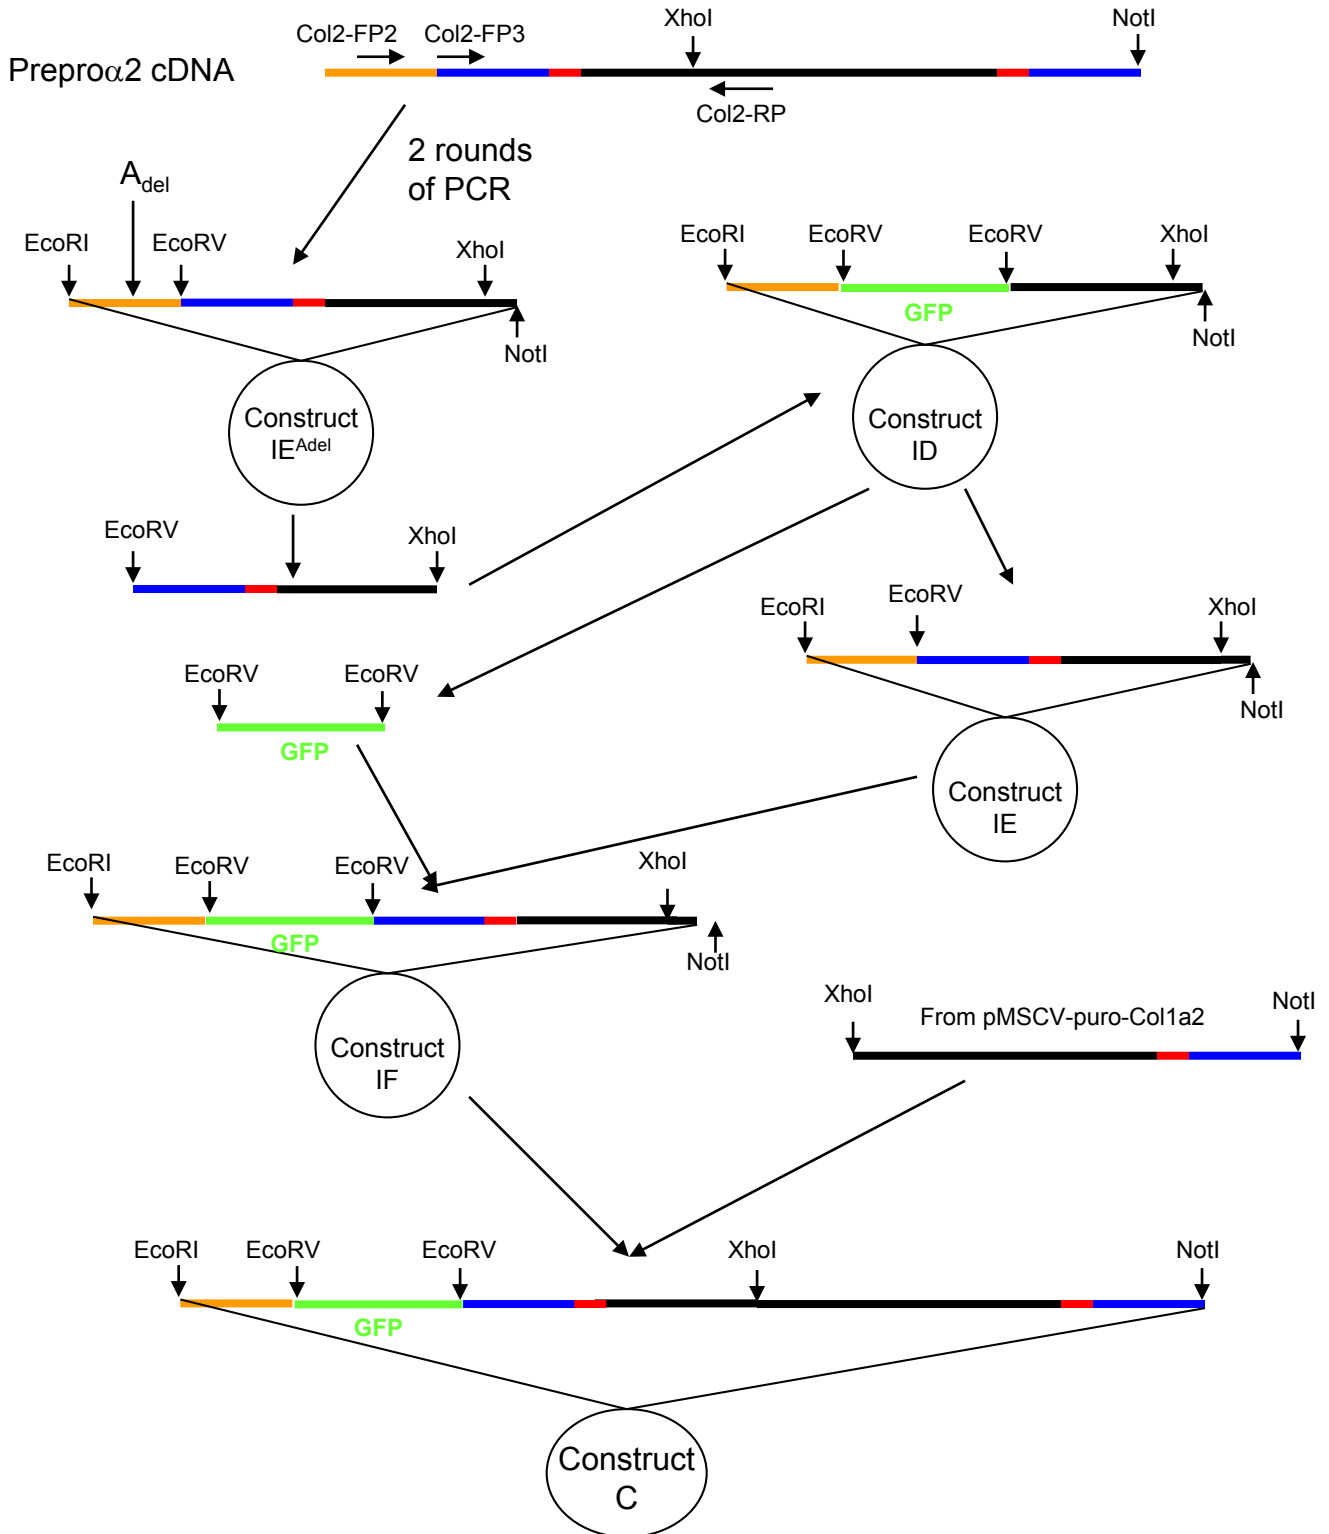 XhoI
NotI
Col2-FP2
Col2-FP3
Preproα2 cDNA
Col2-RP
2 rounds
of PCR
Adel
EcoRI
EcoRV
XhoI
NotI
Construct
IEAdel
EcoRI
EcoRV
EcoRV
XhoI
GFP
NotI
Construct
ID
EcoRV
XhoI
EcoRI
EcoRV
XhoI
NotI
Construct
IE
EcoRV
EcoRV
GFP
EcoRI
EcoRV
EcoRV
XhoI
GFP
NotI
Construct
IF
XhoI
From pMSCV-puro-Col1a2
NotI
EcoRI
EcoRV
EcoRV
XhoI
NotI
GFP
Construct
C